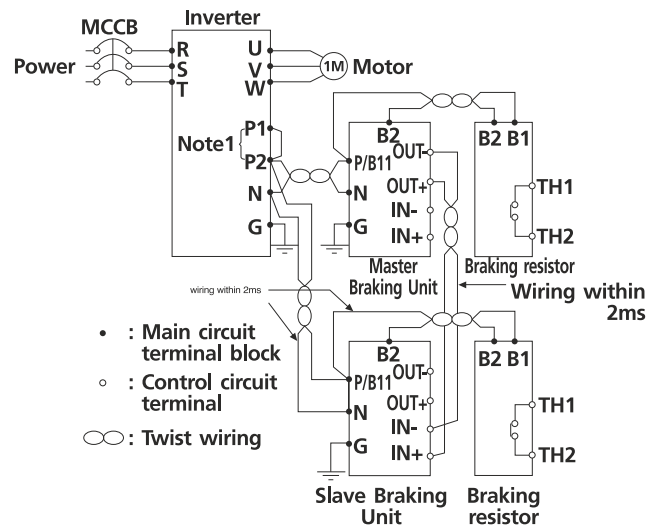 Inverter
MCCB
Power
R
S
T
U
V
W
1M
Motor
Note1
P1
P2
N
G
B2
P/B11
N
G
OUT-
OUT+
IN-
IN+
Master
Braking Unit
B2 B1
TH1
TH2
Braking resistor
Wiring within
2ms
wiring within 2ms
: Main circuit
terminal block
: Control circuit
terminal
: Twist wiring
B2
P/B11
N
G
OUT-
OUT+
IN-
IN+
Slave Braking
Unit
B2 B1
TH1
TH2
Braking
resistor